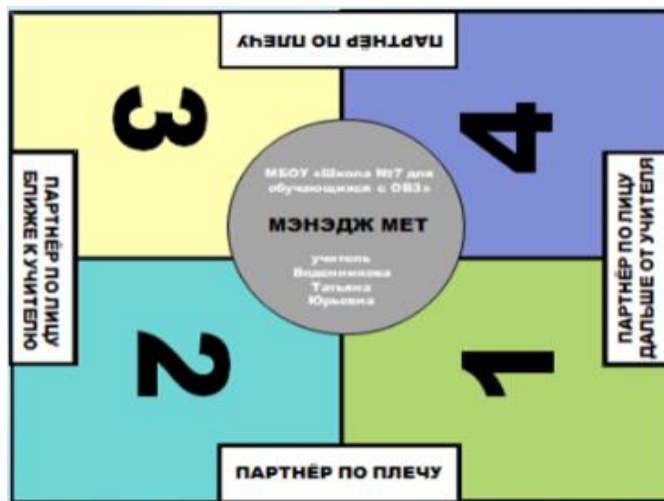 ПАРТНЁР ПО ПЛЕЧУ
3
4
ПАРТНЁР ПО ЛИЦУ
БЛИЖЕ К УЧИТЕЛЮ
МБОУ «Школа №7 для
обучающихся с ОВЗ»
МЭНЭДЖ МЕТ
учитель
Воденникова
Татьяна
Юрьевна
ПАРТНЁР ПО ЛИЦУ
ДАЛЬШЕ ОТ УЧИТЕЛЯ
2
1
ПАРТНЁР ПО ПЛЕЧУ